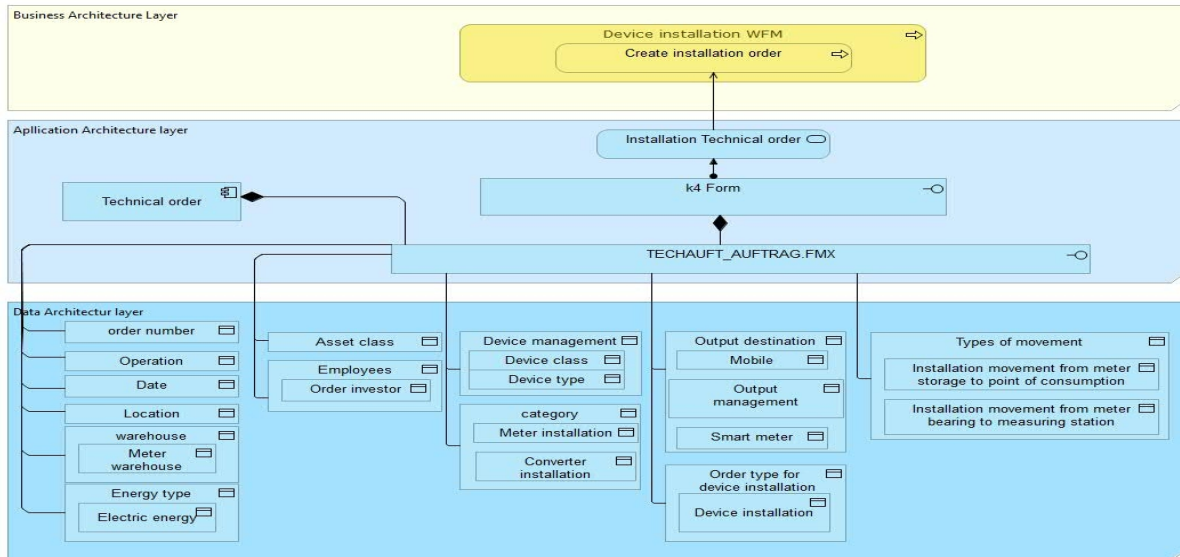 Business Architecture Layer
Device installation WFM
Create installation order
Apllication Architecture layer
Installation Technical order
k4 Form
Technical order
TECHAUFT_AUFTRAG.FMX
Data Architectur layer
order number
Operation
Date
Location
warehouse
Meter
warehouse
Energy type
Electric energy
Asset class
Employees
Order investor
Device management
Device class
Device type
category
Meter installation
Converter
installation
Output destination
Mobile
Output
management
Smart meter
Order type for
device installation
Device installation
Types of movement
Installation movement from meter
storage to point of consumption
Installation movement from meter
bearing to measuring station